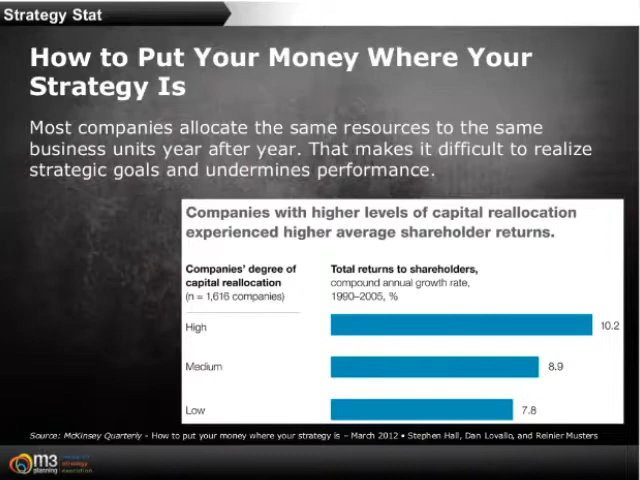 Strategy Stat
How to Put Your Money Where Your
Strategy Is
Most companies allocate the same resources to the same
business units year after year. That makes it difficult to realize
strategic goals and undermines performance.
Companies with higher levels of capital reallocation
experienced higher average shareholder returns.
Companies' degree of
capital reallocation
(n = 1,616 companies)
Total returns to shareholders,
compound annual growth rate,
1990–2005, %
High 10.2
Medium 8.9
Low 7.8
Source: McKinsey Quarterly - How to put your money where your strategy is – March 2012 • Stephen Hall, Dan Lovallo, and Reinier Musters
m3
planning
strategy
execution